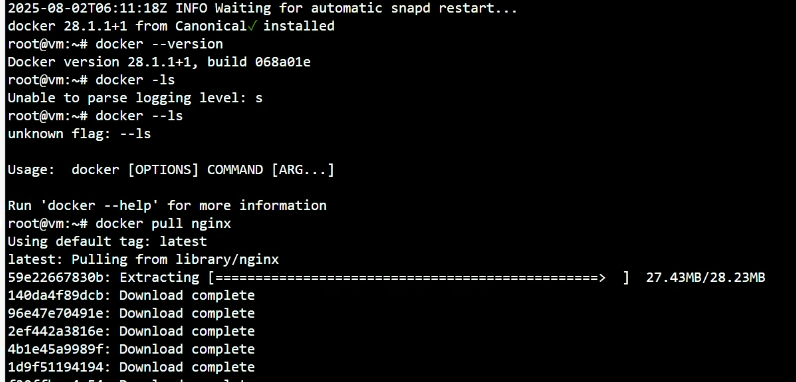 2025-08-02T06:11:18Z INFO Waiting for automatic snapd restart...
docker 28.1.1+1 from Canonical✓ installed
root@vm:~# docker --version
Docker version 28.1.1+1, build 068a01e
root@vm:~# docker -ls
Unable to parse logging level: s
root@vm:~# docker --ls
unknown flag: --ls

Usage:  docker [OPTIONS] COMMAND [ARG...]

Run 'docker --help' for more information
root@vm:~# docker pull nginx
Using default tag: latest
latest: Pulling from library/nginx
59e22667830b: Extracting [================================================>  ]  27.43MB/28.23MB
140da4f89dcb: Download complete
96e47e70491e: Download complete
2ef442a3816e: Download complete
4b1e45a9989f: Download complete
1d9f51194194: Download complete